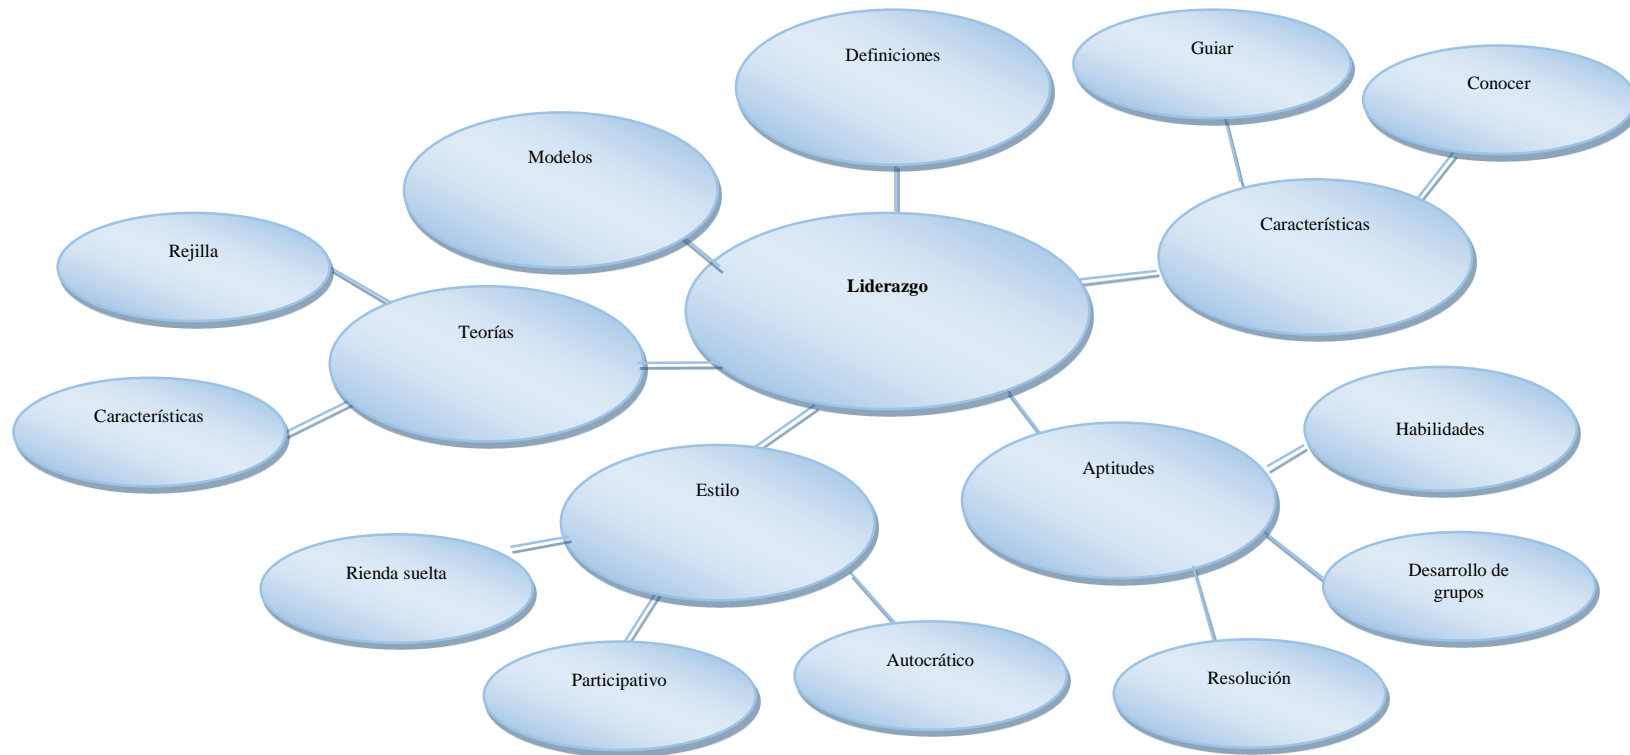 Definiciones
Guiar
Conocer
Modelos
Característicias
Rejilla
Liderazgo
Teorías
Características
Habilidades
Aptitudes
Estilo
Desarrollo de
grupos
Rienda suelta
Autocrático
Participativo
Resolución